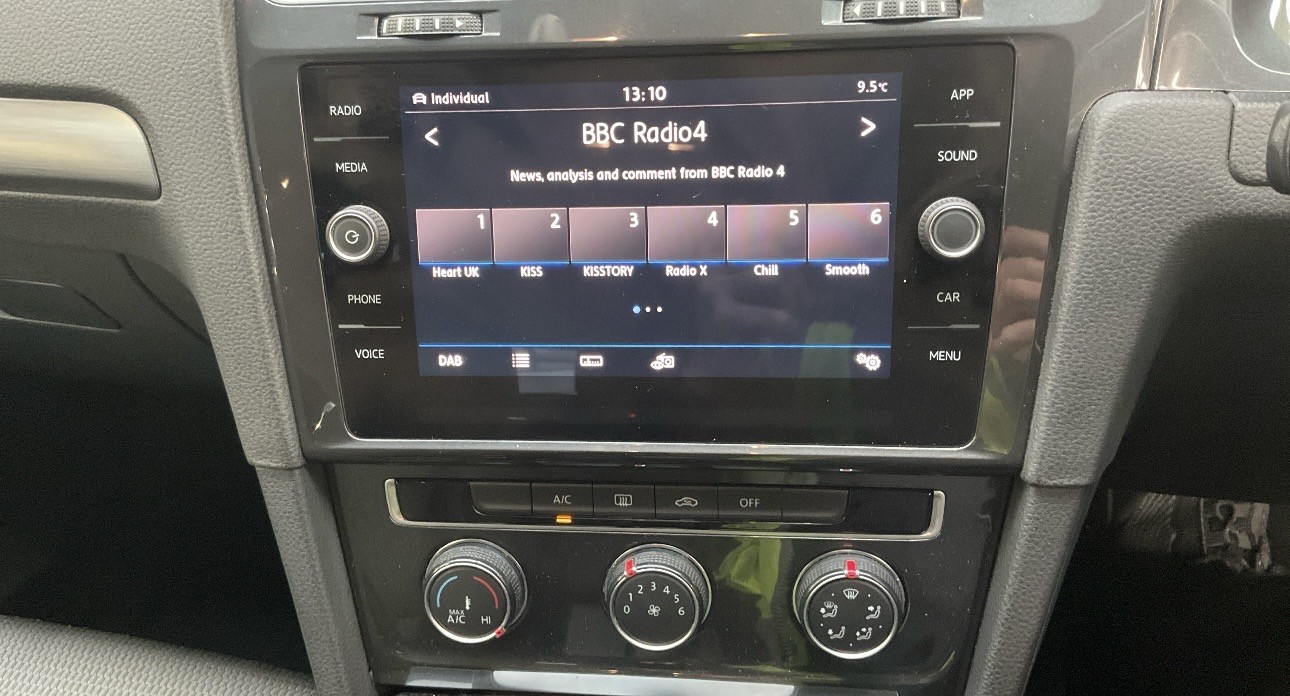 RADIO
MEDIA
PHONE
VOICE
Individual 13:10 9.5°C
< BBC Radio4 >
News, analysis and comment from BBC Radio 4
1 2 3 4 5 6
Heart UK KISS KISSTORY Radio X Chill Smooth
DAB
APP
SOUND
CAR
MENU
A/C OFF
MAX
A/C HI
0 1 2 3 4 5 6